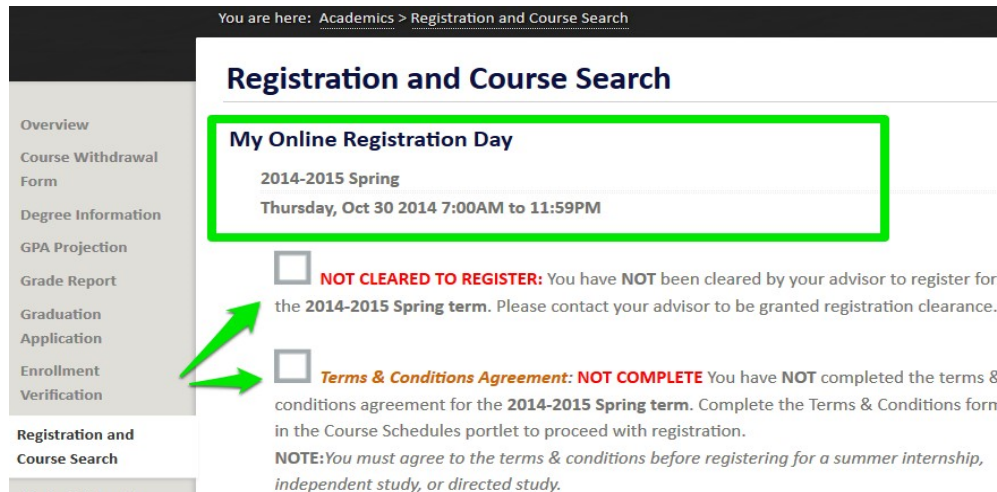 You are here: Academics > Registration and Course Search
Registration and Course Search
Overview
Course Withdrawal
Form
Degree Information
GPA Projection
Grade Report
Graduation
Application
Enrollment
Verification
Registration and
Course Search
My Online Registration Day
2014-2015 Spring
Thursday, Oct 30 2014 7:00AM to 11:59PM
NOT CLEARED TO REGISTER: You have NOT been cleared by your advisor to register for
the 2014-2015 Spring term. Please contact your advisor to be granted registration clearance.
Terms & Conditions Agreement: NOT COMPLETE You have NOT completed the terms &
conditions agreement for the 2014-2015 Spring term. Complete the Terms & Conditions form
in the Course Schedules portlet to proceed with registration.
NOTE:You must agree to the terms & conditions before registering for a summer internship,
independent study, or directed study.